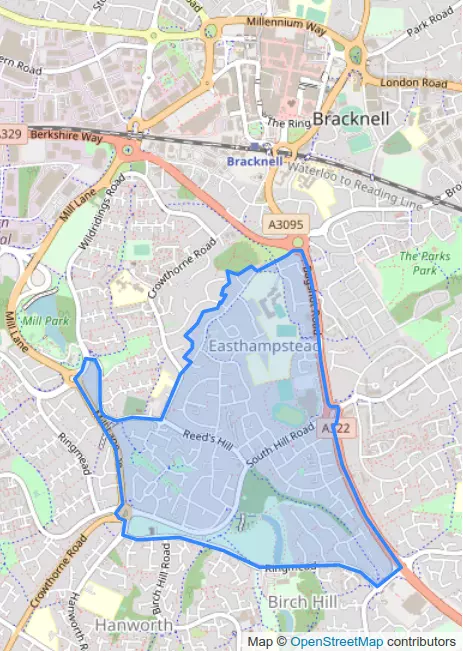 Millennium Way
Park Road
ern Road
London Road
The Ring
Bracknell
A329
Berkshire Way
Bracknell
Waterloo to Reading Line
Mill Lane
Wildridings Road
A3095
Crowthorne Road
The Parks
Park
Bagshot Road
Mill Park
Mill Lane
Easthampstead
Mill Lane
A322
Reed's Hill
South Hill Road
Ringmead
Crowthorne Road
Ringmead
Birch Hill Road
Birch Hill
Hanworth
Map © OpenStreetMap contributors